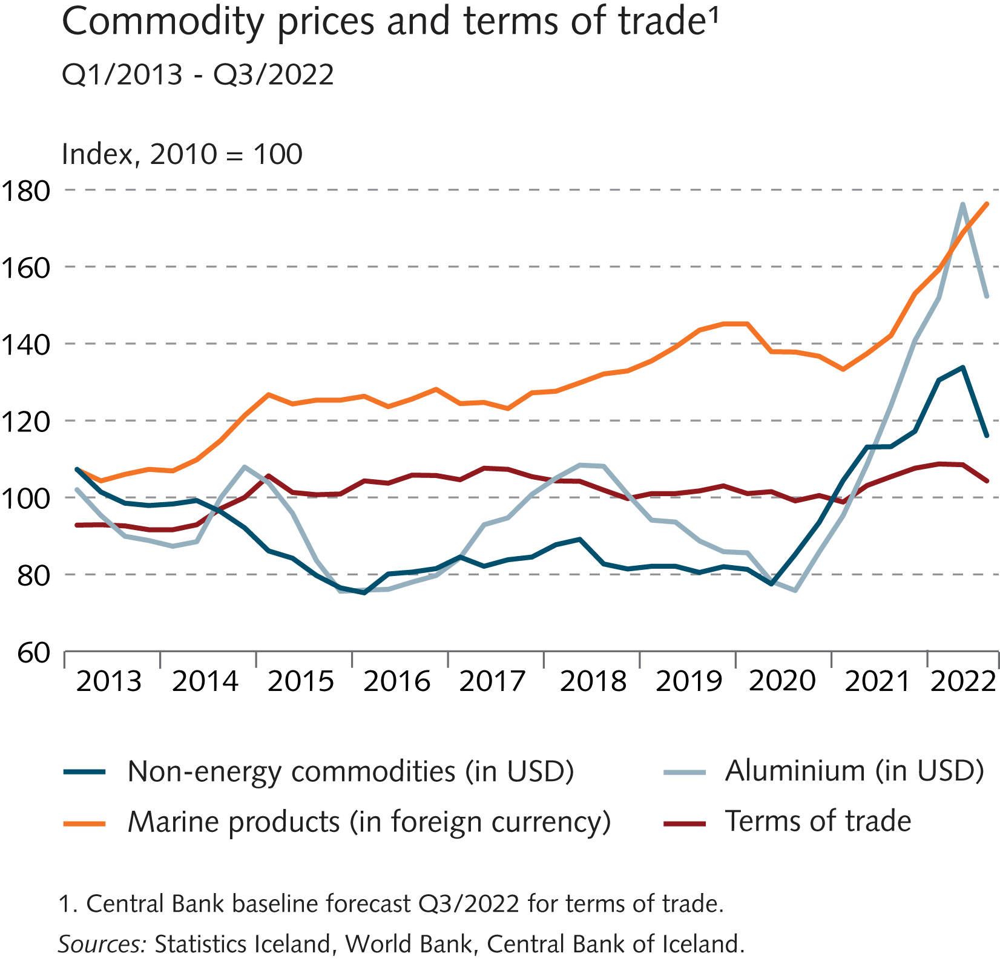 Commodity prices and terms of trade¹
Q1/2013 - Q3/2022
Index, 2010 = 100
180
160
140
120
100
80
60
2013 2014 2015 2016 2017 2018 2019 2020 2021 2022
Non-energy commodities (in USD)
Aluminium (in USD)
Marine products (in foreign currency)
Terms of trade
1. Central Bank baseline forecast Q3/2022 for terms of trade.
Sources: Statistics Iceland, World Bank, Central Bank of Iceland.